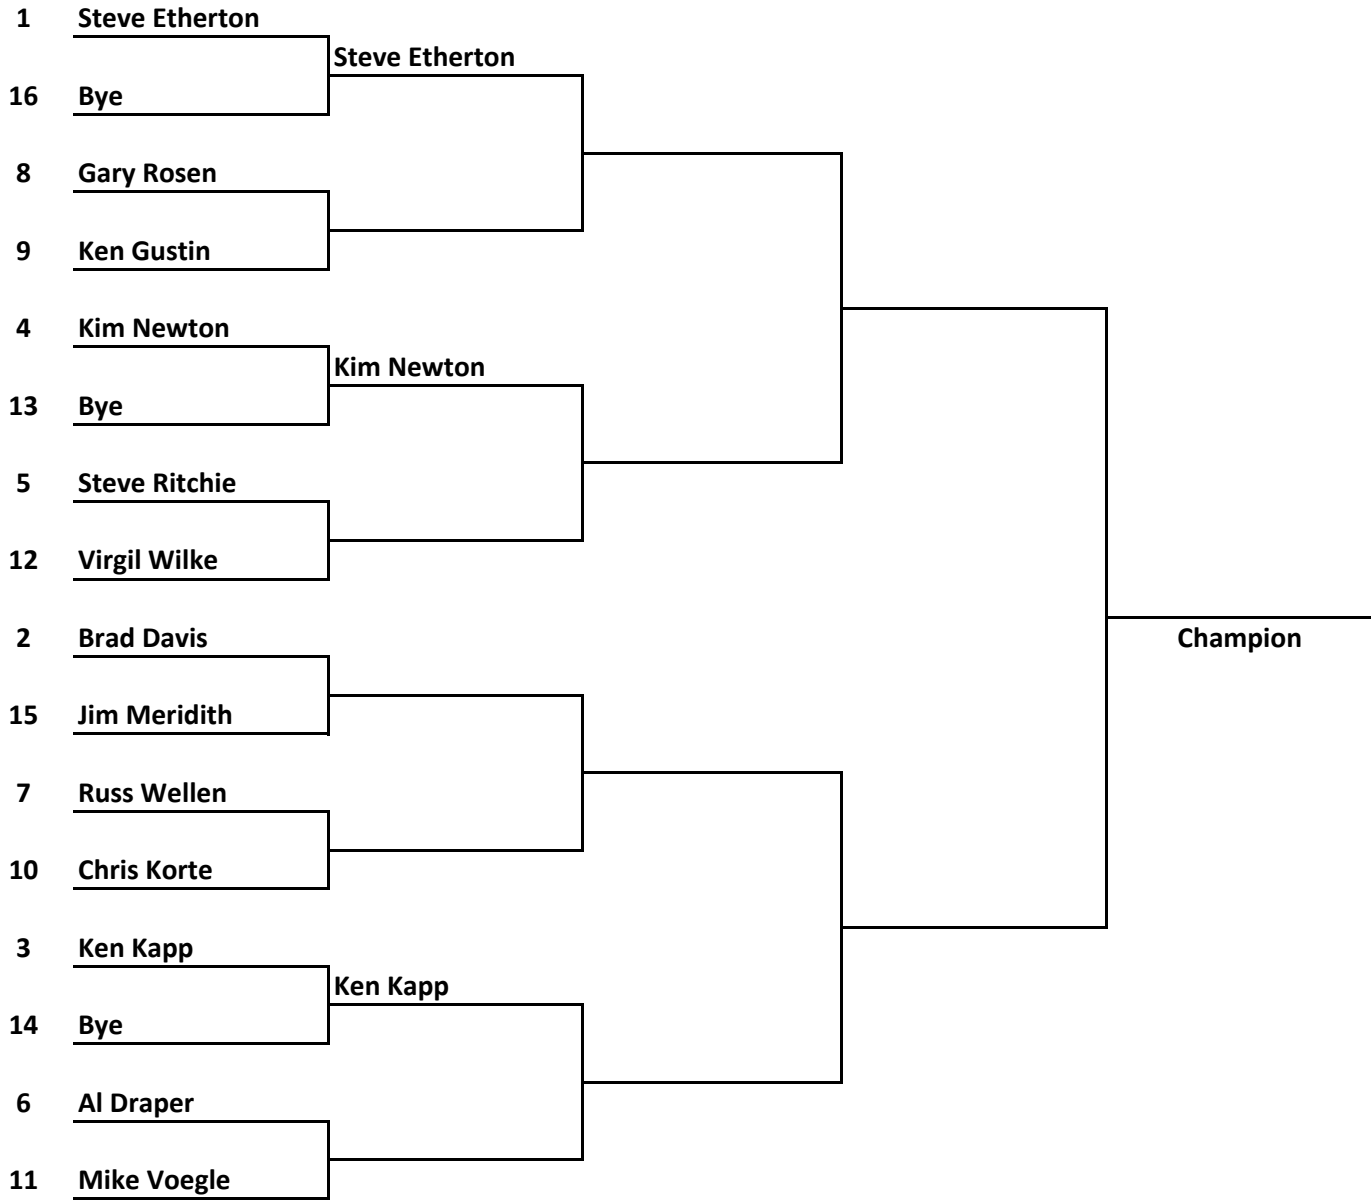 1 Steve Etherton
Steve Etherton
16 Bye
8 Gary Rosen
9 Ken Gustin
4 Kim Newton
Kim Newton
13 Bye
5 Steve Ritchie
12 Virgil Wilke
2 Brad Davis
Champion
15 Jim Meridith
7 Russ Wellen
10 Chris Korte
3 Ken Kapp
Ken Kapp
14 Bye
6 Al Draper
11 Mike Voegle